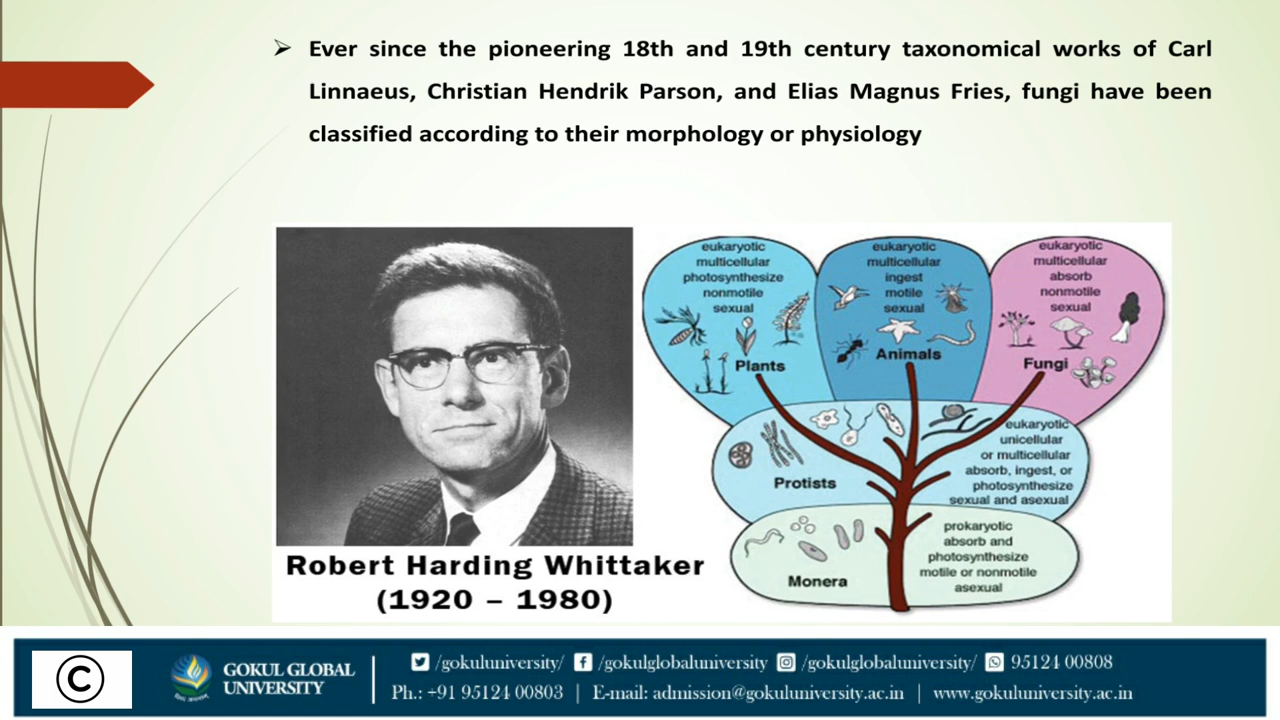 Ever since the pioneering 18th and 19th century taxonomical works of Carl
Linnaeus, Christian Hendrik Parson, and Elias Magnus Fries, fungi have been
classified according to their morphology or physiology
Robert Harding Whittaker
(1920 – 1980)
eukaryotic
multicellular
photosynthesize
nonmotile
sexual
Plants
eukaryotic
multicellular
ingest
motile
sexual
Animals
eukaryotic
multicellular
absorb
nonmotile
sexual
Fungi
Protists
eukaryotic
unicellular
or multicellular
absorb, ingest, or
photosynthesize
sexual and asexual
Monera
prokaryotic
absorb and
photosynthesize
motile or nonmotile
asexual
©
GOKUL GLOBAL
UNIVERSITY
/gokuluniversity/ /gokulglobaluniversity /gokulglobaluniversity/ 95124 00808
Ph.: +91 95124 00803 | E-mail: admission@gokuluniversity.ac.in | www.gokuluniversity.ac.in